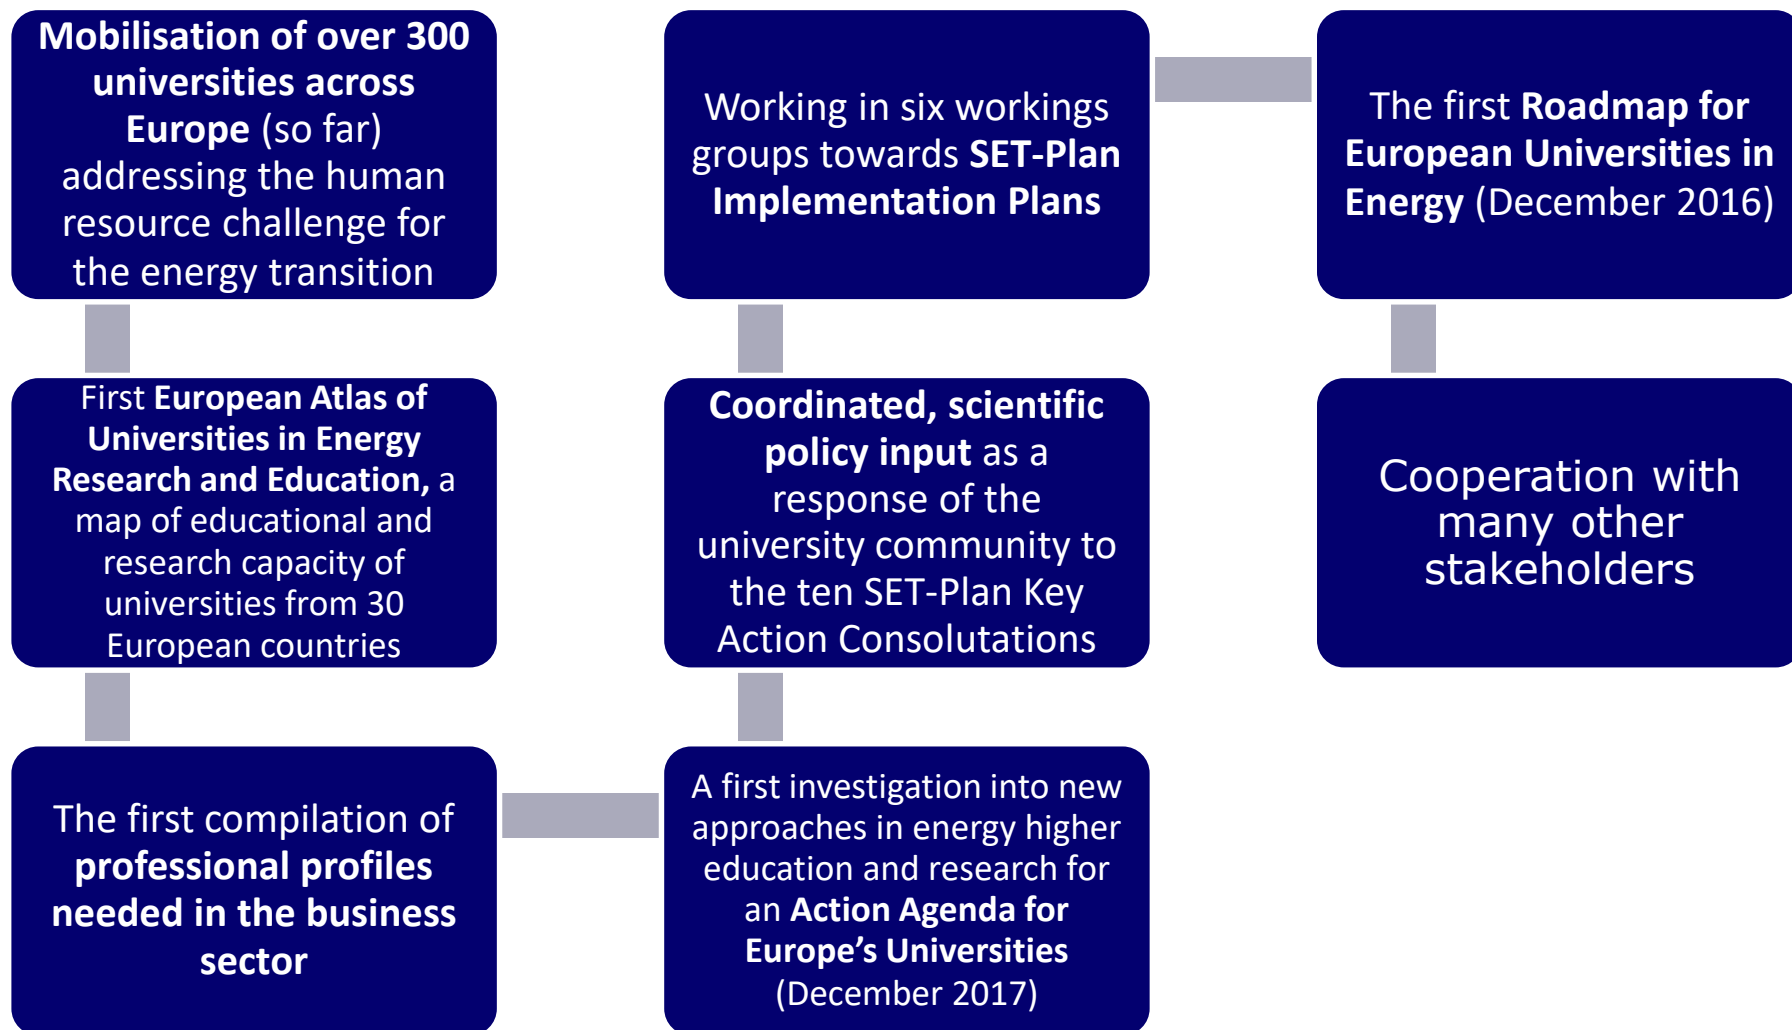 Mobilisation of over 300
universities across
Europe (so far)
addressing the human
resource challenge for
the energy transition
First European Atlas of
Universities in Energy
Research and Education, a
map of educational and
research capacity of
universities from 30
European countries
The first compilation of
professional profiles
needed in the business
sector
A first investigation into new
approaches in energy higher
education and research for
an Action Agenda for
Europe’s Universities
(December 2017)
Coordinated, scientific
policy input as a
response of the
university community to
the ten SET-Plan Key
Action Consolutations
Working in six workings
groups towards SET-Plan
Implementation Plans
The first Roadmap for
European Universities in
Energy (December 2016)
Cooperation with
many other
stakeholders